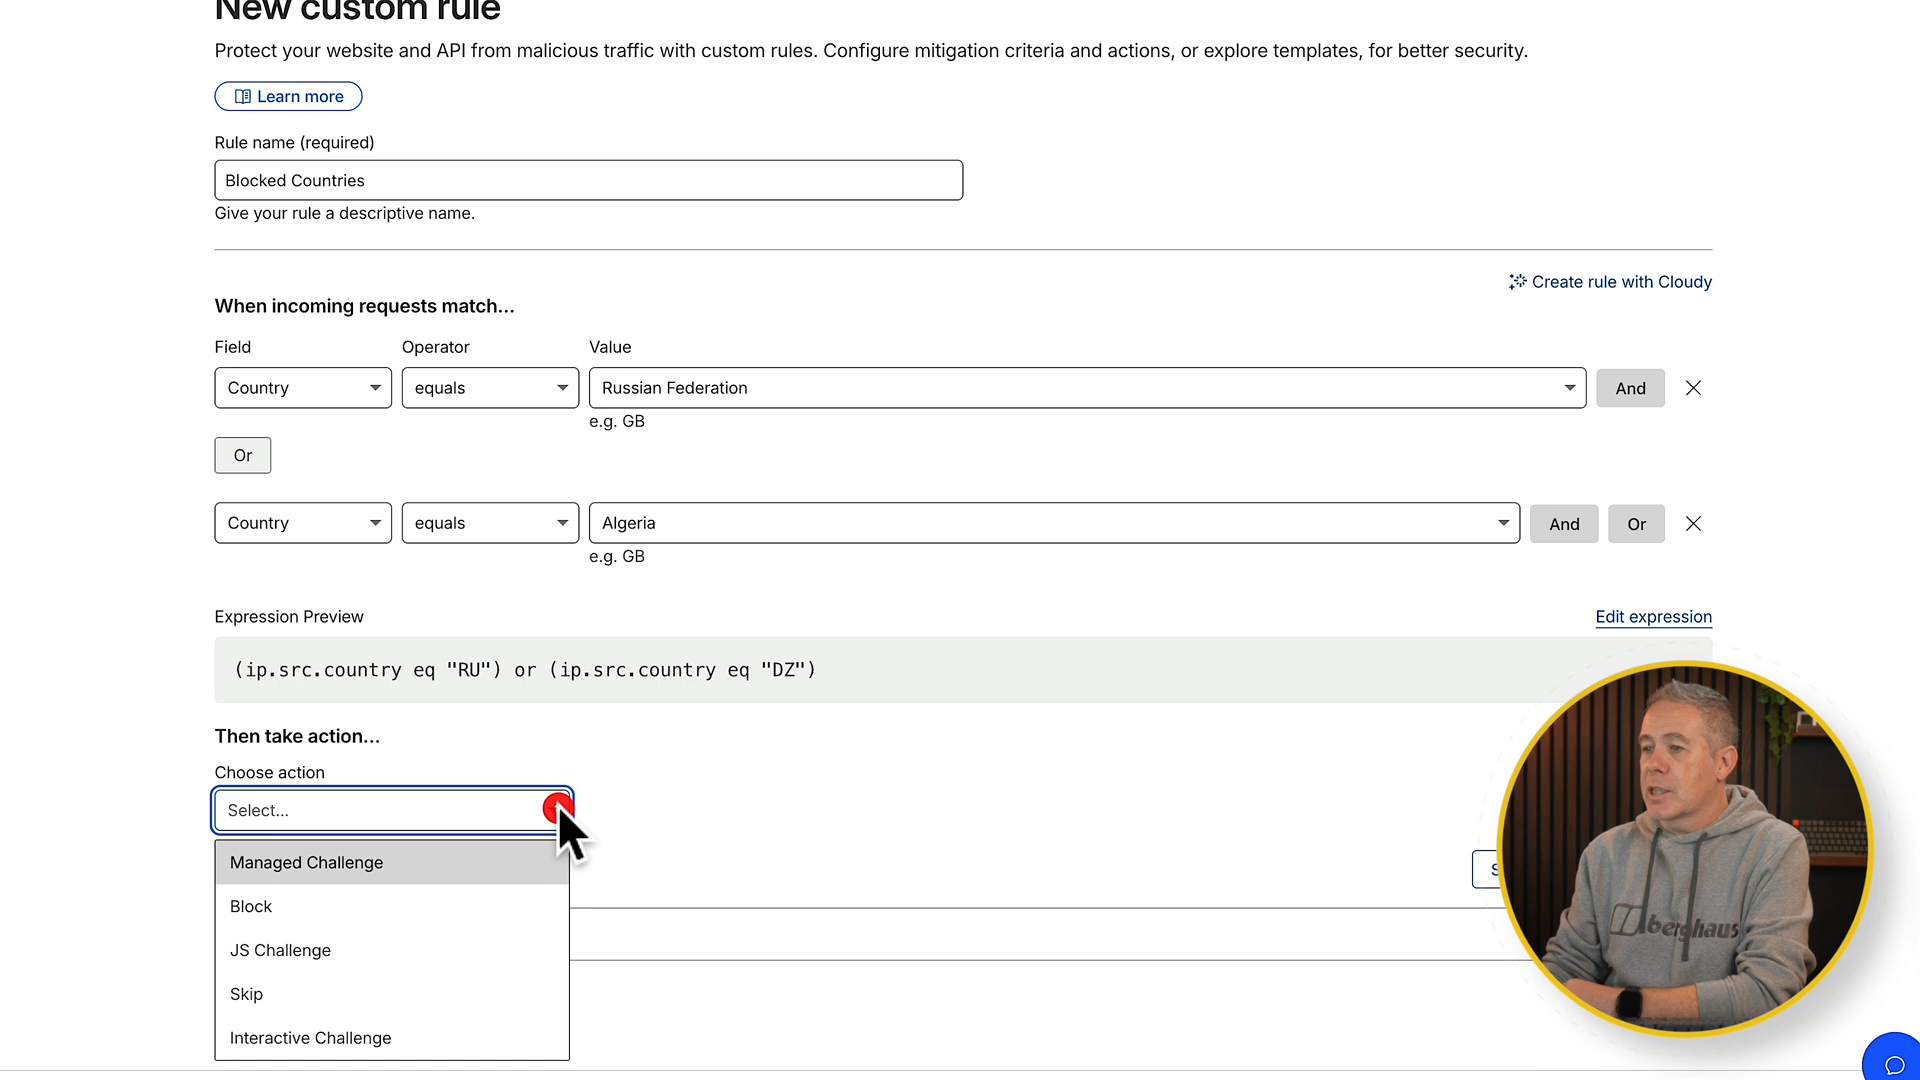 New custom rule
Protect your website and API from malicious traffic with custom rules. Configure mitigation criteria and actions, or explore templates, for better security.
Learn more
Rule name (required)
Blocked Countries
Give your rule a descriptive name.
Create rule with Cloudy
When incoming requests match...
Field Operator Value
Country equals Russian Federation And
e.g. GB
Or
Country equals Algeria And Or
e.g. GB
Expression Preview Edit expression
(ip.src.country eq "RU") or (ip.src.country eq "DZ")
Then take action...
Choose action
Select...
Managed Challenge
Block
JS Challenge
Skip
Interactive Challenge
berghaus